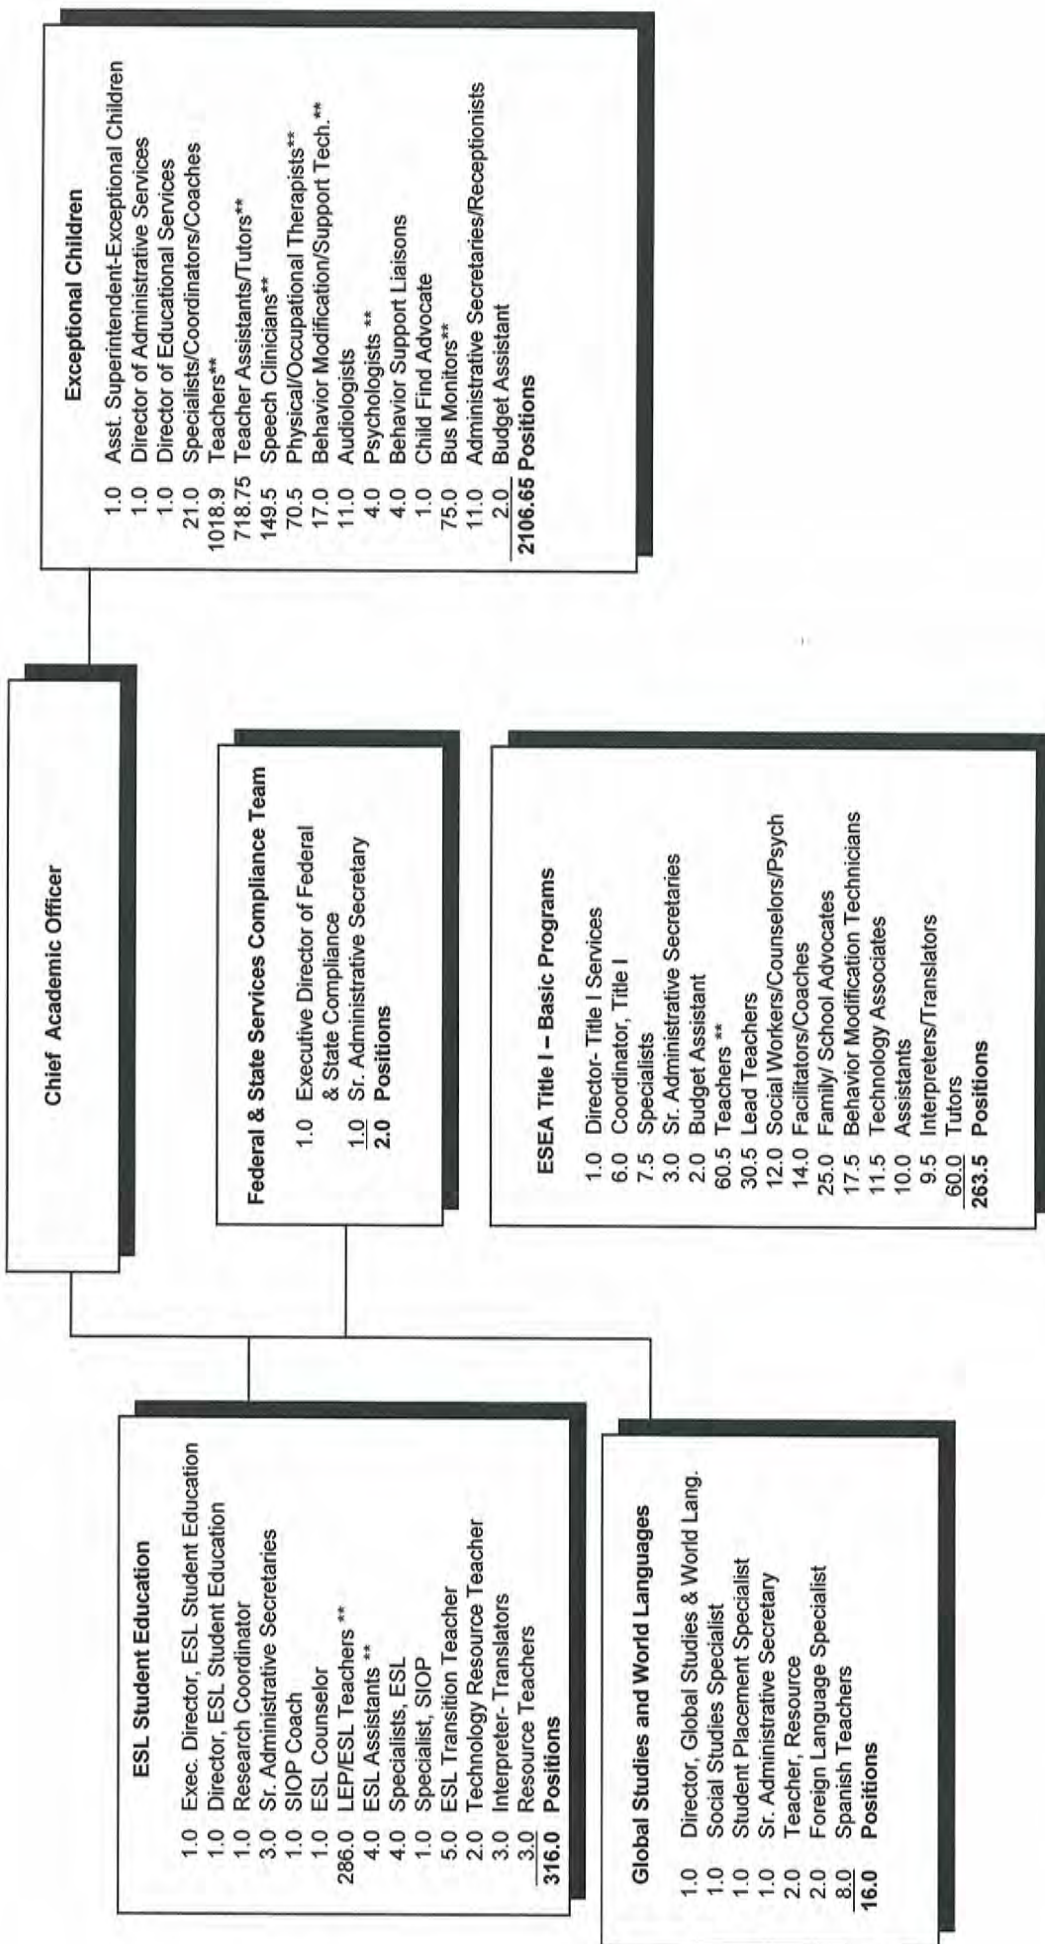 Chief Academic Officer
ESL Student Education
1.0 Exec. Director, ESL Student Education
1.0 Director, ESL Student Education
1.0 Research Coordinator
3.0 Sr. Administrative Secretaries
1.0 SIOP Coach
1.0 ESL Counselor
286.0 LEP/ESL Teachers **
4.0 ESL Assistants **
4.0 Specialists, ESL
1.0 Specialist, SIOP
5.0 ESL Transition Teacher
2.0 Technology Resource Teacher
3.0 Interpreter- Translators
3.0 Resource Teachers
316.0 Positions
Global Studies and World Languages
1.0 Director, Global Studies & World Lang.
1.0 Social Studies Specialist
1.0 Student Placement Specialist
1.0 Sr. Administrative Secretary
2.0 Teacher, Resource
2.0 Foreign Language Specialist
8.0 Spanish Teachers
16.0 Positions
Federal & State Services Compliance Team
1.0 Executive Director of Federal
& State Compliance
1.0 Sr. Administrative Secretary
2.0 Positions
ESEA Title I – Basic Programs
1.0 Director- Title I Services
6.0 Coordinator, Title I
7.5 Specialists
3.0 Sr. Administrative Secretaries
2.0 Budget Assistant
60.5 Teachers **
30.5 Lead Teachers
12.0 Social Workers/Counselors/Psych
14.0 Facilitators/Coaches
25.0 Family/ School Advocates
17.5 Behavior Modification Technicians
11.5 Technology Associates
10.0 Assistants
9.5 Interpreters/Translators
60.0 Tutors
263.5 Positions
Exceptional Children
1.0 Asst. Superintendent-Exceptional Children
1.0 Director of Administrative Services
1.0 Director of Educational Services
21.0 Specialists/Coordinators/Coaches
1018.9 Teachers**
718.75 Teacher Assistants/Tutors**
149.5 Speech Clinicians**
70.5 Physical/Occupational Therapists**
17.0 Behavior Modification/Support Tech.**
11.0 Audiologists
4.0 Psychologists **
4.0 Behavior Support Liaisons
1.0 Child Find Advocate
75.0 Bus Monitors**
11.0 Administrative Secretaries/Receptionists
2.0 Budget Assistant
2106.65 Positions